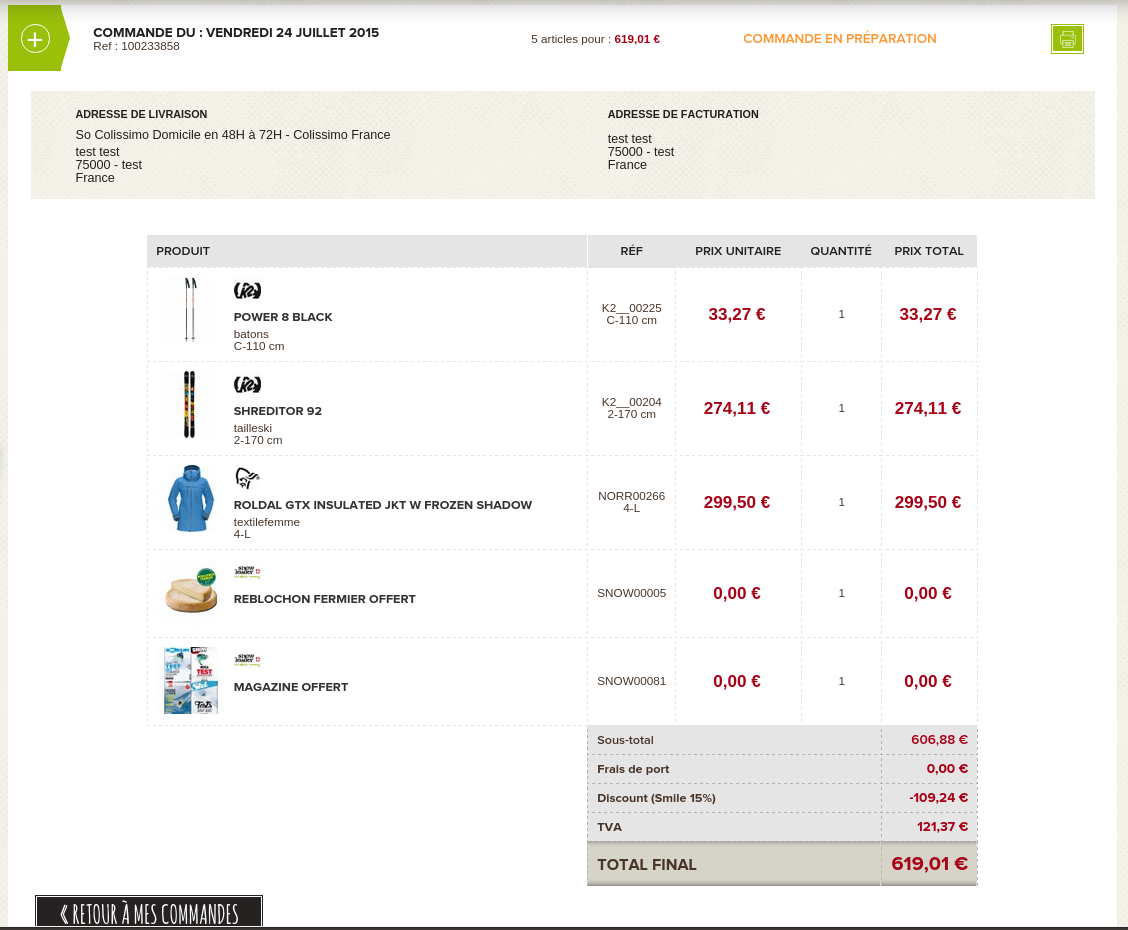 COMMANDE DU : VENDREDI 24 JUILLET 2015
Ref : 100233858
5 articles pour : 619,01 €
COMMANDE EN PRÉPARATION
ADRESSE DE LIVRAISON
So Colissimo Domicile en 48H à 72H - Colissimo France
test test
75000 - test
France
ADRESSE DE FACTURATION
test test
75000 - test
France
PRODUIT RÉF PRIX UNITAIRE QUANTITÉ PRIX TOTAL
K2
POWER 8 BLACK
batons
C-110 cm
K2__00225
C-110 cm
33,27 €
1
33,27 €
K2
SHREDITOR 92
tailleski
2-170 cm
K2__00204
2-170 cm
274,11 €
1
274,11 €
ROLDAL GTX INSULATED JKT W FROZEN SHADOW
textilefemme
4-L
NORR00266
4-L
299,50 €
1
299,50 €
snow
leader
REBLOCHON FERMIER OFFERT
SNOW00005
0,00 €
1
0,00 €
TEST
snow
leader
MAGAZINE OFFERT
SNOW00081
0,00 €
1
0,00 €
Sous-total 606,88 €
Frais de port 0,00 €
Discount (Smile 15%) -109,24 €
TVA 121,37 €
TOTAL FINAL 619,01 €
« RETOUR À MES COMMANDES